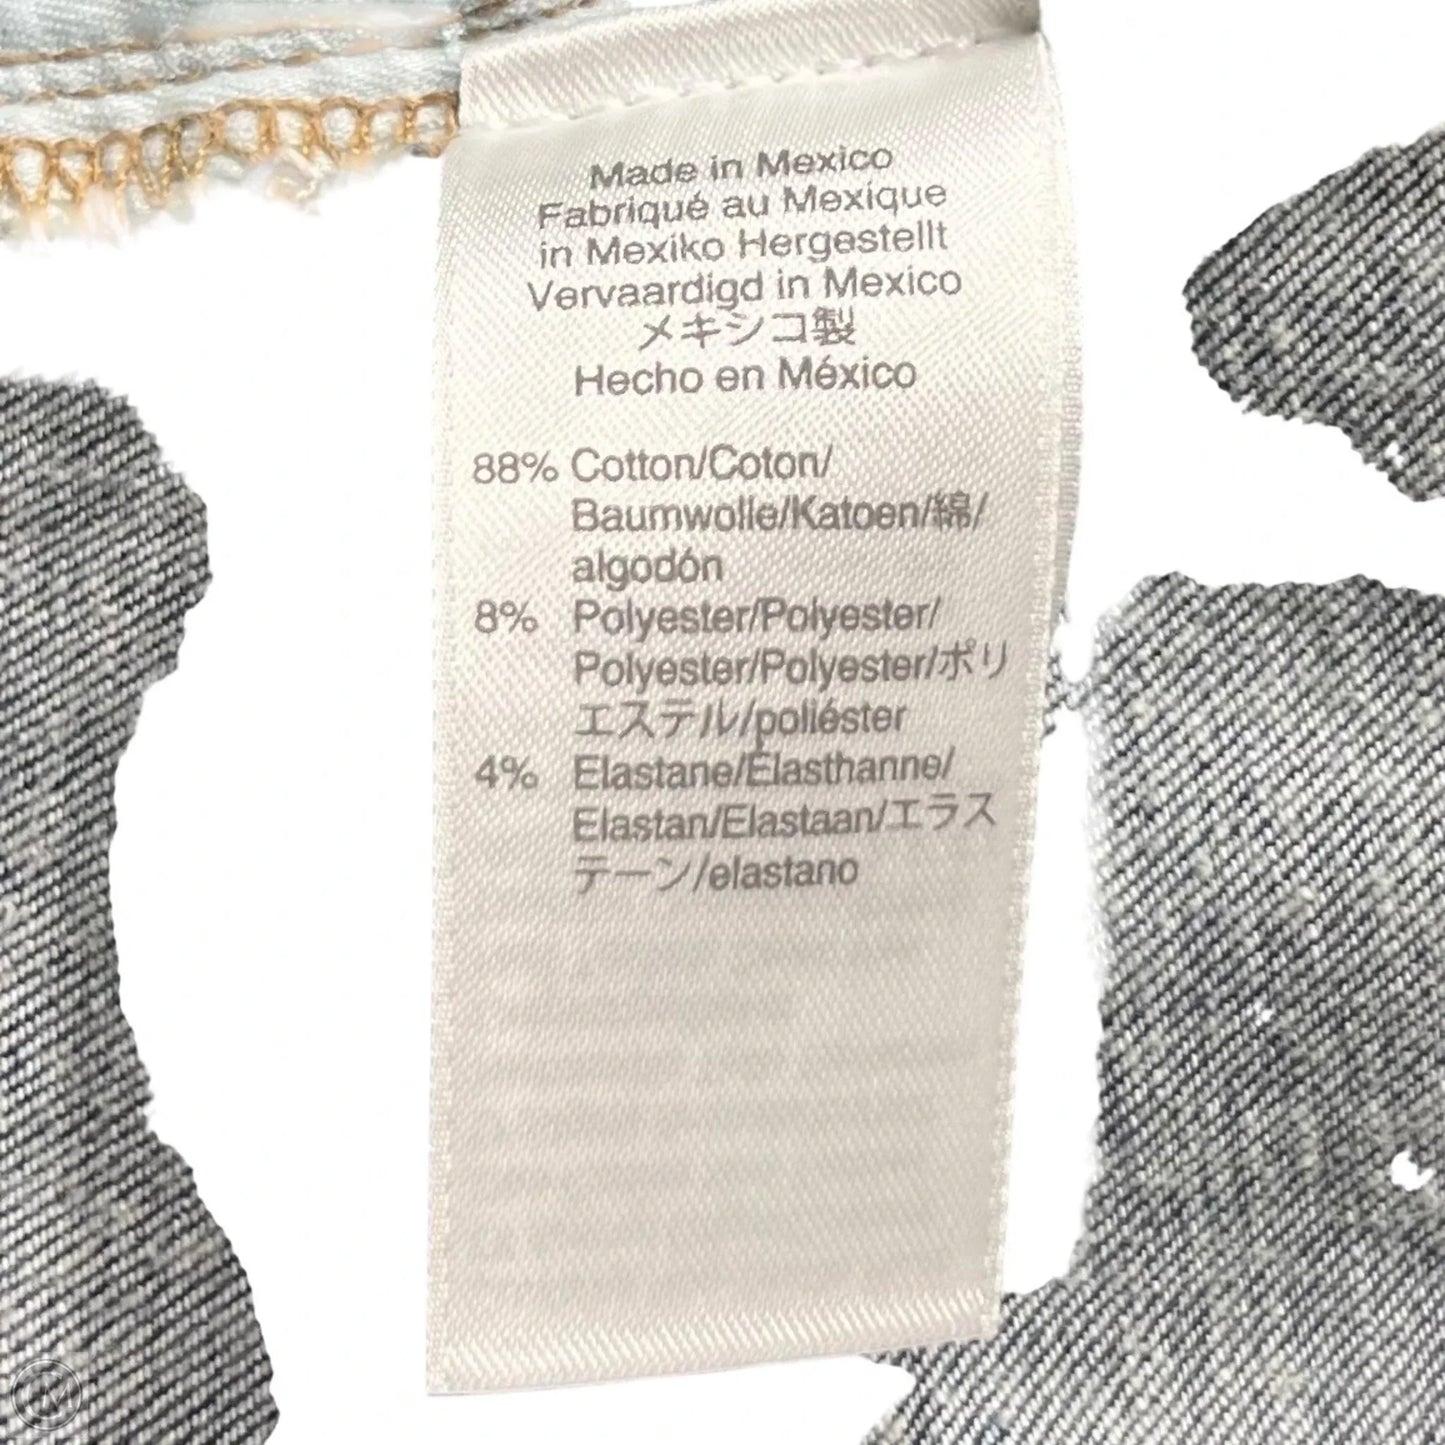 Made in Mexico
Fabriqué au Mexique
in Mexiko Hergestellt
Vervaardigd in Mexico
メキシコ製
Hecho en México
88% Cotton/Coton/
Baumwolle/Katoen/綿/
algodón
8% Polyester/Polyester/
Polyester/Polyester/ポリ
エステル/poliéster
4% Elastane/Élasthanne/
Elastan/Elastaan/エラス
テーン/elastano